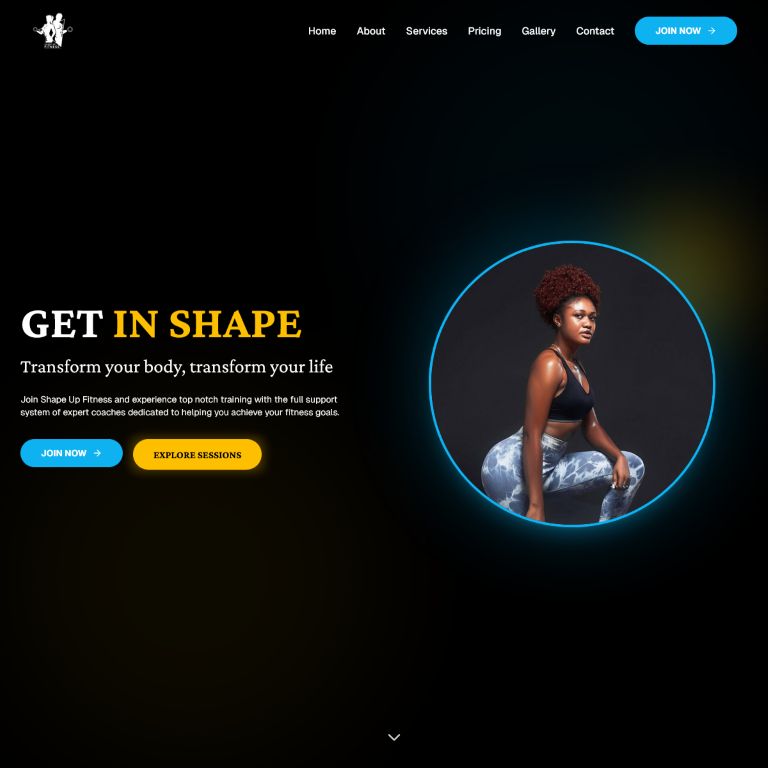 FITNESS
Home About Services Pricing Gallery Contact JOIN NOW
GET IN SHAPE
Transform your body, transform your life
Join Shape Up Fitness and experience top notch training with the full support
system of expert coaches dedicated to helping you achieve your fitness goals.
JOIN NOW EXPLORE SESSIONS